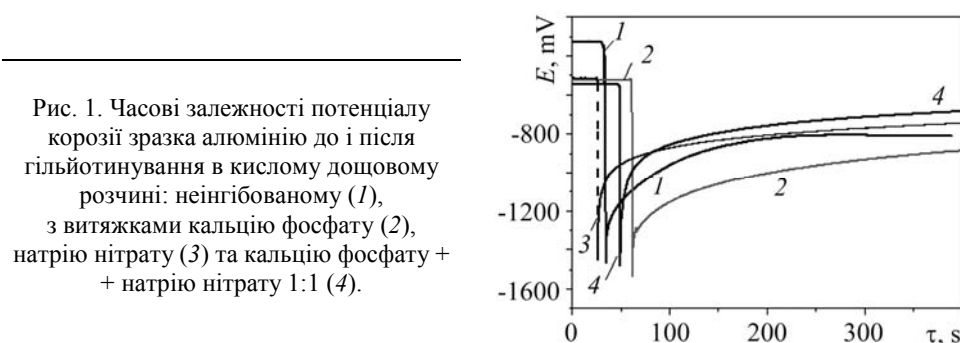 Рис. 1. Часові залежності потенціалу
корозії зразка алюмінію до і після
гільйотинування в кислому дощовому
розчині: неінгібованому (1),
з витяжками кальцію фосфату (2),
натрію нітрату (3) та кальцію фосфату +
+ натрію нітрату 1:1 (4).
E, mV
-800
-1200
-1600
1
2
4
1
2
3
4
0 100 200 300 τ, s